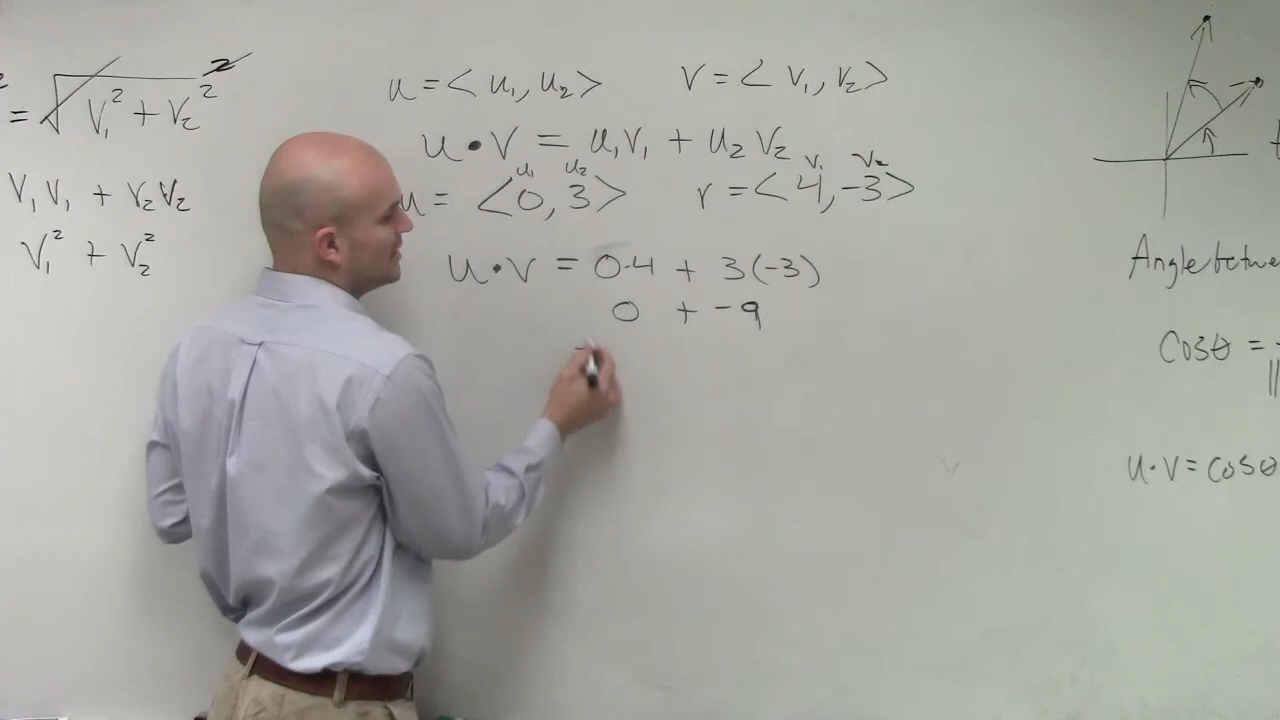 = √v₁² + v₂² ²
v₁v₁ + v₂v₂
v₁² + v₂²
u = < u₁, u₂ > v = < v₁, v₂ >
u • v = u₁v₁ + u₂v₂
u₁ u₂ v₁ v₂
u = < 0, 3 > r = < 4, -3 >
u • v = 0·4 + 3(-3)
0 + -9
Angle betwe
cosθ =
||
u • v = cosθ